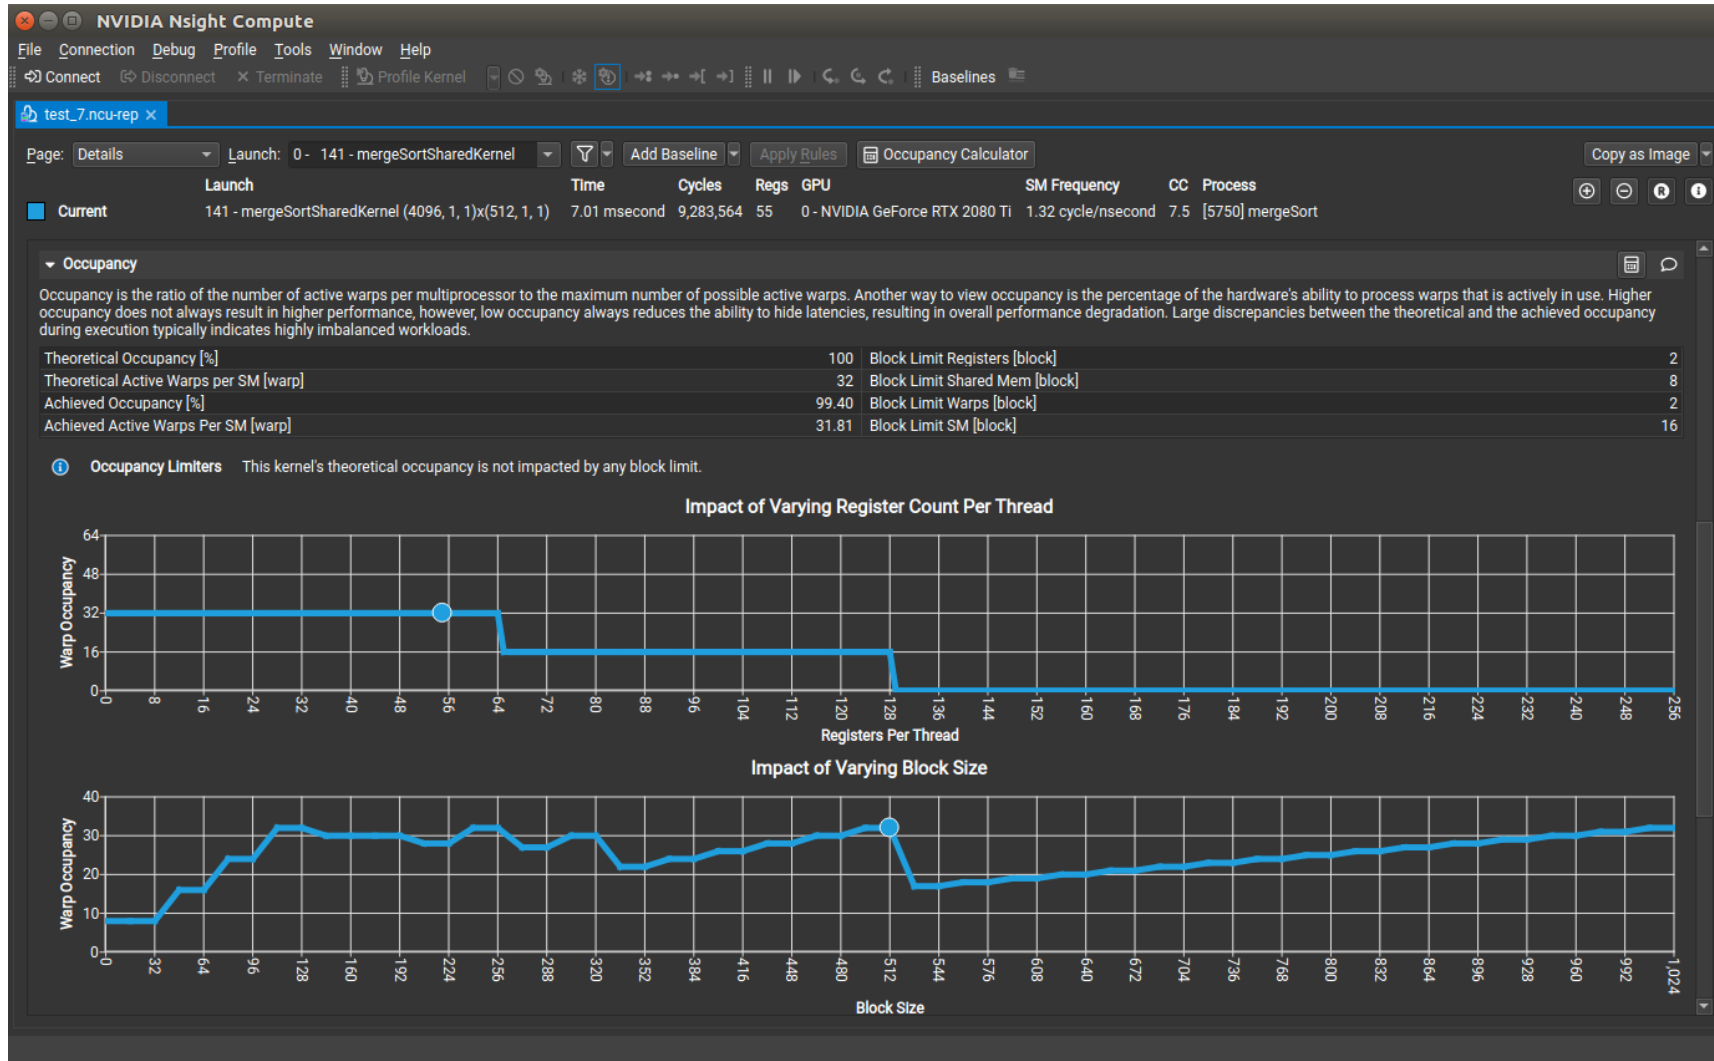 NVIDIA Nsight Compute
File Connection Debug Profile Tools Window Help
Connect Disconnect Terminate Profile Kernel Baselines
test_7.ncu-rep
Page: Details Launch: 0 - 141 - mergeSortSharedKernel Add Baseline Apply Rules Occupancy Calculator Copy as Image
Launch Time Cycles Regs GPU SM Frequency CC Process
Current 141 - mergeSortSharedKernel (4096, 1, 1)x(512, 1, 1) 7.01 msecond 9,283,564 55 0 - NVIDIA GeForce RTX 2080 Ti 1.32 cycle/nsecond 7.5 [5750] mergeSort
Occupancy
Occupancy is the ratio of the number of active warps per multiprocessor to the maximum number of possible active warps. Another way to view occupancy is the percentage of the hardware's ability to process warps that is actively in use. Higher
occupancy does not always result in higher performance, however, low occupancy always reduces the ability to hide latencies, resulting in overall performance degradation. Large discrepancies between the theoretical and the achieved occupancy
during execution typically indicates highly imbalanced workloads.
Theoretical Occupancy [%] 100 Block Limit Registers [block] 2
Theoretical Active Warps per SM [warp] 32 Block Limit Shared Mem [block] 8
Achieved Occupancy [%] 99.40 Block Limit Warps [block] 2
Achieved Active Warps Per SM [warp] 31.81 Block Limit SM [block] 16
Occupancy Limiters This kernel's theoretical occupancy is not impacted by any block limit.
Impact of Varying Register Count Per Thread
Warp Occupancy
64
48
32
16
0
0 8 16 24 32 40 48 56 64 72 80 88 96 104 112 120 128 136 144 152 160 168 176 184 192 200 208 216 224 232 240 248 256
Registers Per Thread
Impact of Varying Block Size
Warp Occupancy
40
30
20
10
0
0 32 64 96 128 160 192 224 256 288 320 352 384 416 448 480 512 544 576 608 640 672 704 736 768 800 832 864 896 928 960 992 1,024
Block Size